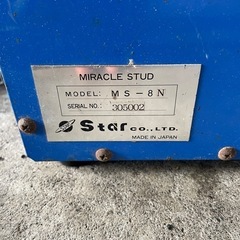 MIRACLE STUD
MODEL: MS-8N
SERIAL NO.: 305002
Star CO., LTD.
MADE IN JAPAN